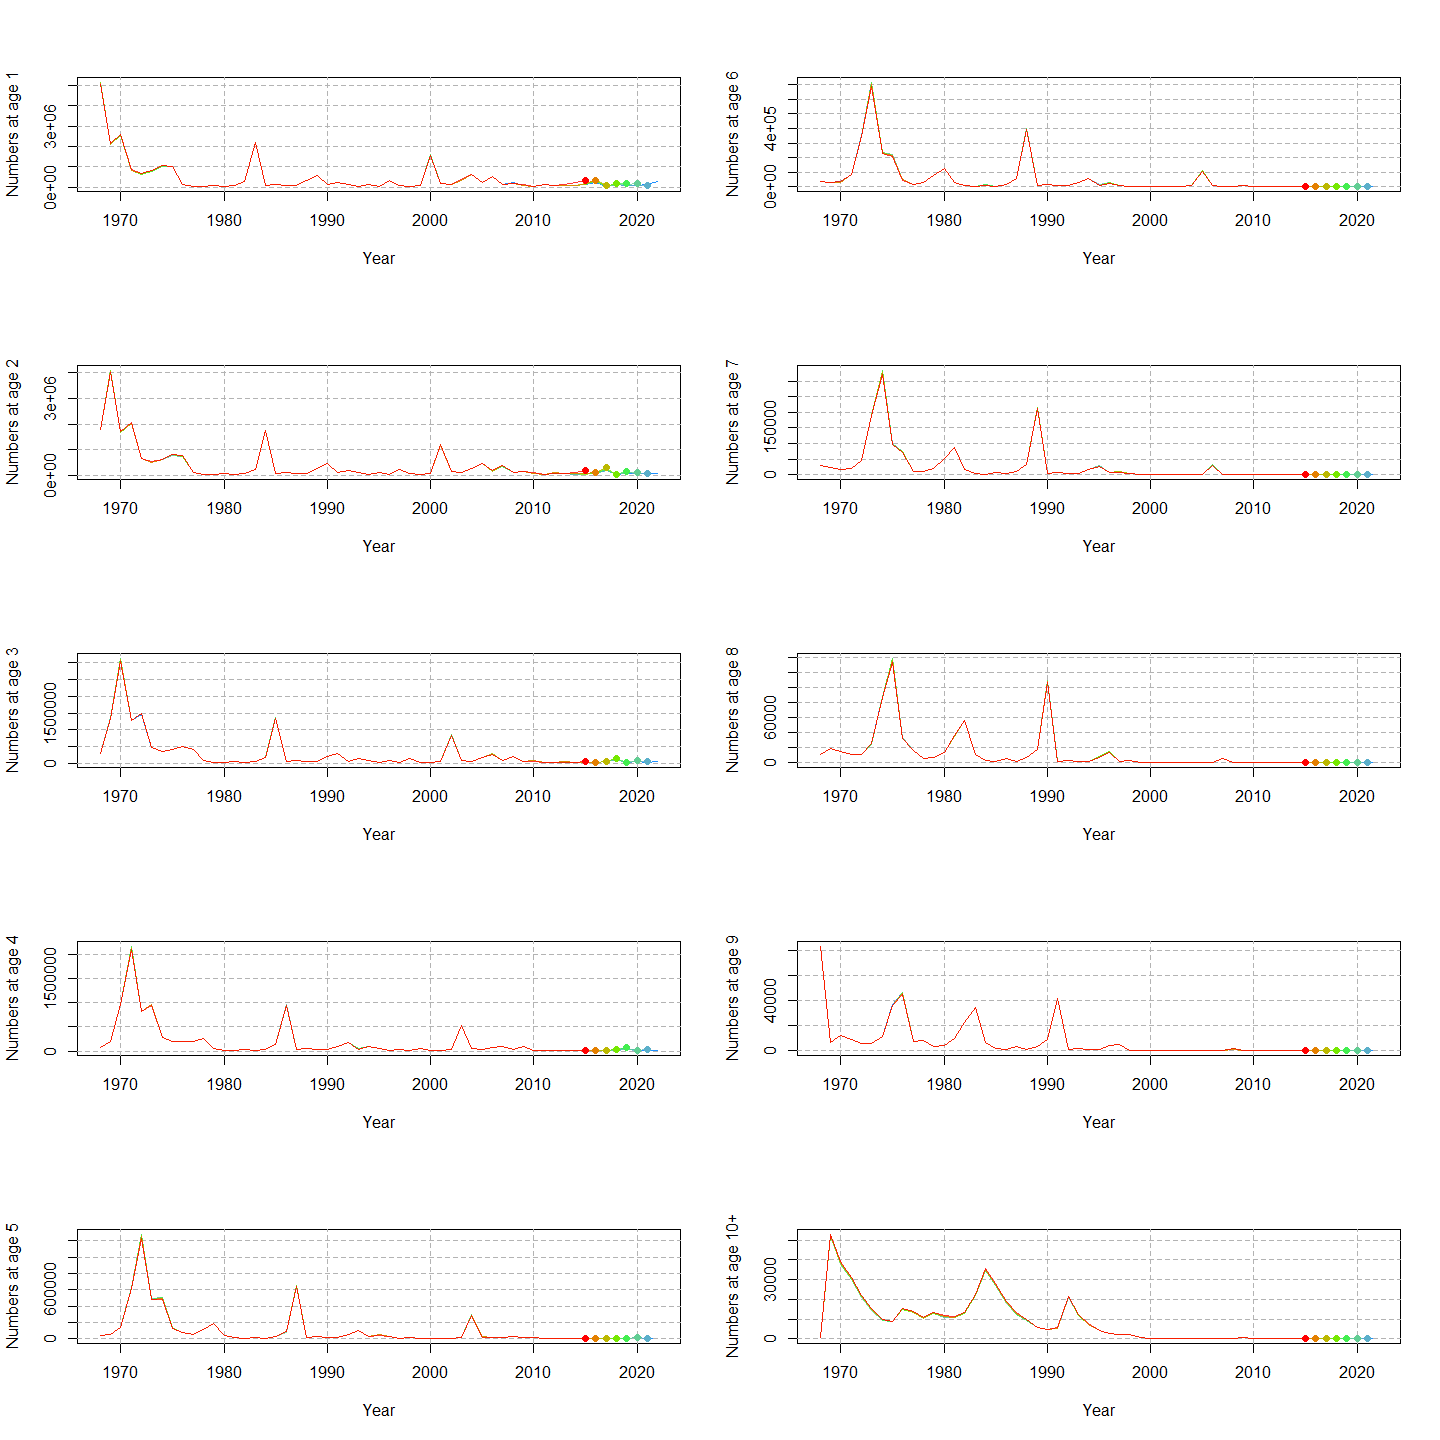 Numbers at age 1
3e+06
0e+00
1970 1980 1990 2000 2010 2020
Year
Numbers at age 6
4e+05
0e+00
1970 1980 1990 2000 2010 2020
Year
Numbers at age 2
3e+06
0e+00
1970 1980 1990 2000 2010 2020
Year
Numbers at age 7
150000
0
1970 1980 1990 2000 2010 2020
Year
Numbers at age 3
1500000
0
1970 1980 1990 2000 2010 2020
Year
Numbers at age 8
60000
0
1970 1980 1990 2000 2010 2020
Year
Numbers at age 4
1500000
0
1970 1980 1990 2000 2010 2020
Year
Numbers at age 9
40000
0
1970 1980 1990 2000 2010 2020
Year
Numbers at age 5
600000
0
1970 1980 1990 2000 2010 2020
Year
Numbers at age 10+
30000
0
1970 1980 1990 2000 2010 2020
Year